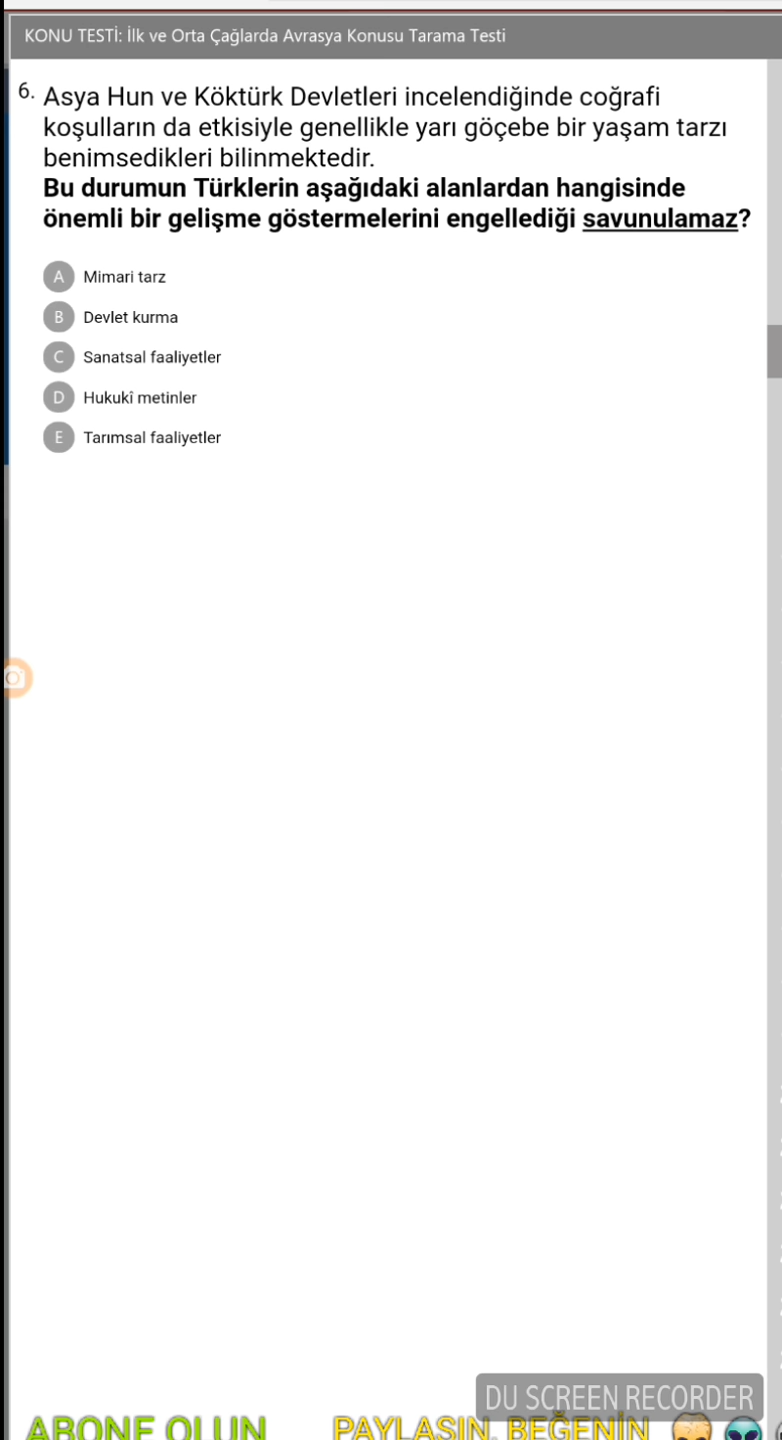 KONU TESTİ: İlk ve Orta Çağlarda Avrasya Konusu Tarama Testi
6. Asya Hun ve Köktürk Devletleri incelendiğinde coğrafi
koşulların da etkisiyle genellikle yarı göçebe bir yaşam tarzı
benimsedikleri bilinmektedir.
Bu durumun Türklerin aşağıdaki alanlardan hangisinde
önemli bir gelişme göstermelerini engellediği savunulamaz?
A Mimari tarz
B Devlet kurma
C Sanatsal faaliyetler
D Hukukî metinler
E Tarımsal faaliyetler
DU SCREEN RECORDER
ABONE OLUN PAYLAŞIN, BEĞENİN